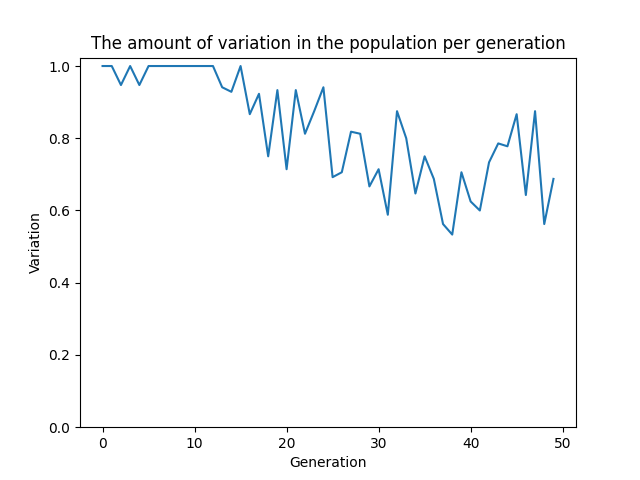 The amount of variation in the population per generation
1.0
0.8
0.6
0.4
0.2
0.0
Variation
0 10 20 30 40 50
Generation